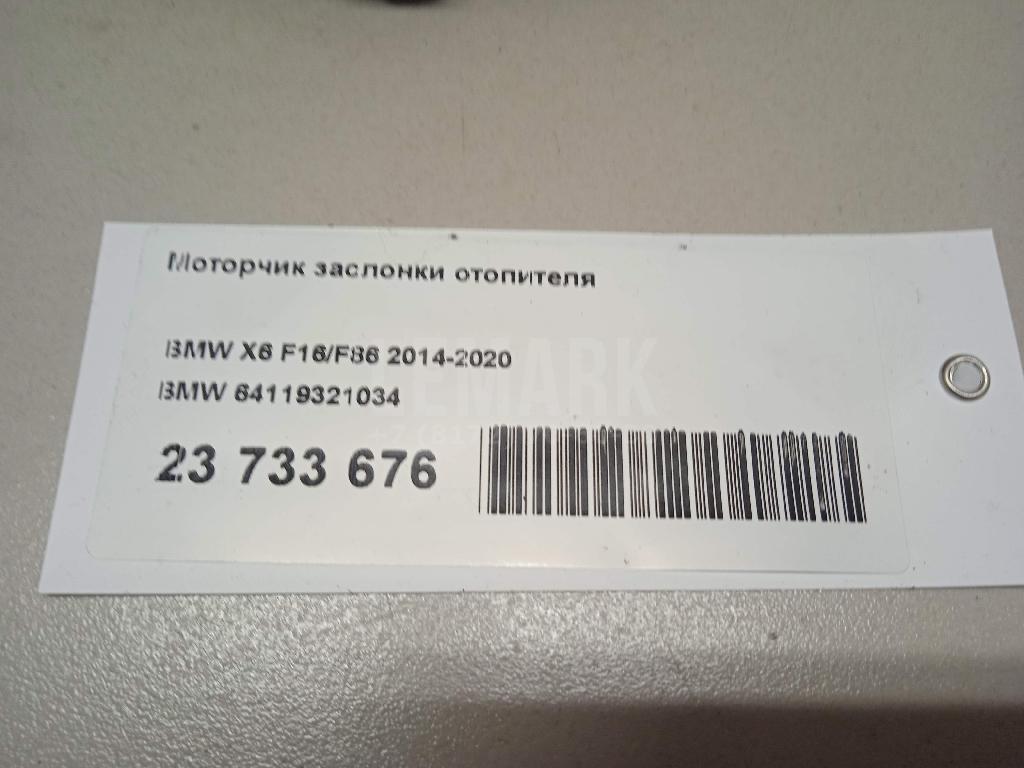 Моторчик заслонки отопителя
BMW X6 F16/F86 2014-2020
BMW 64119321034
23 733 676